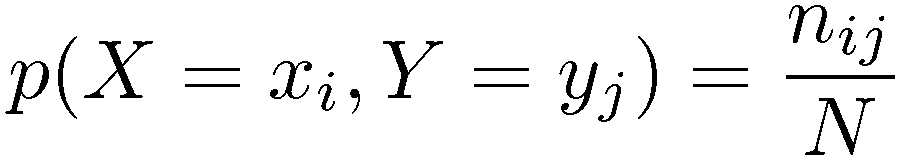 p(X = x_i, Y = y_j) = \frac{n_{ij}}{N}